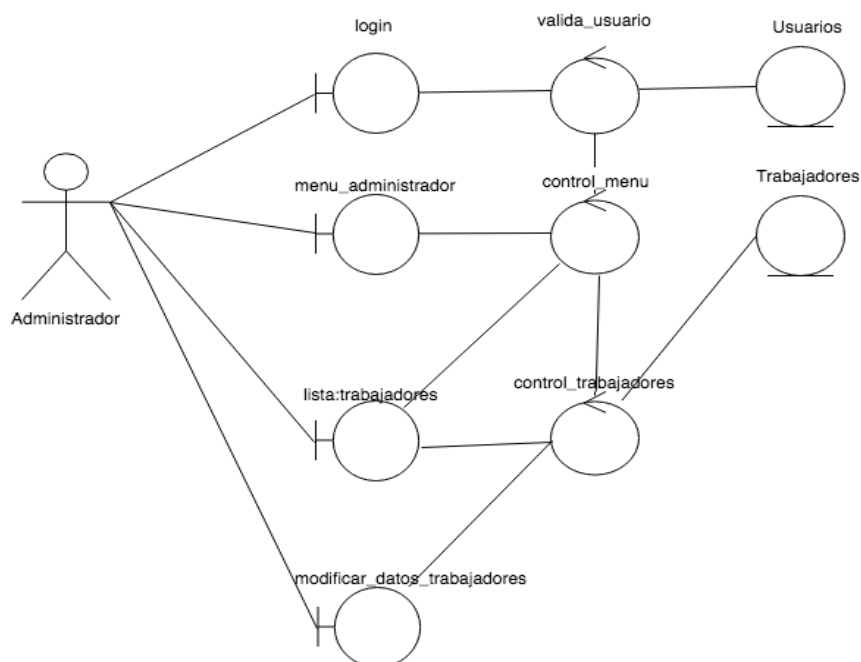 login
valida_usuario
Usuarios
menu_administrador
control_menu
Trabajadores
Administrador
lista:trabajadores
control_trabajadores
modificar_datos_trabajadores